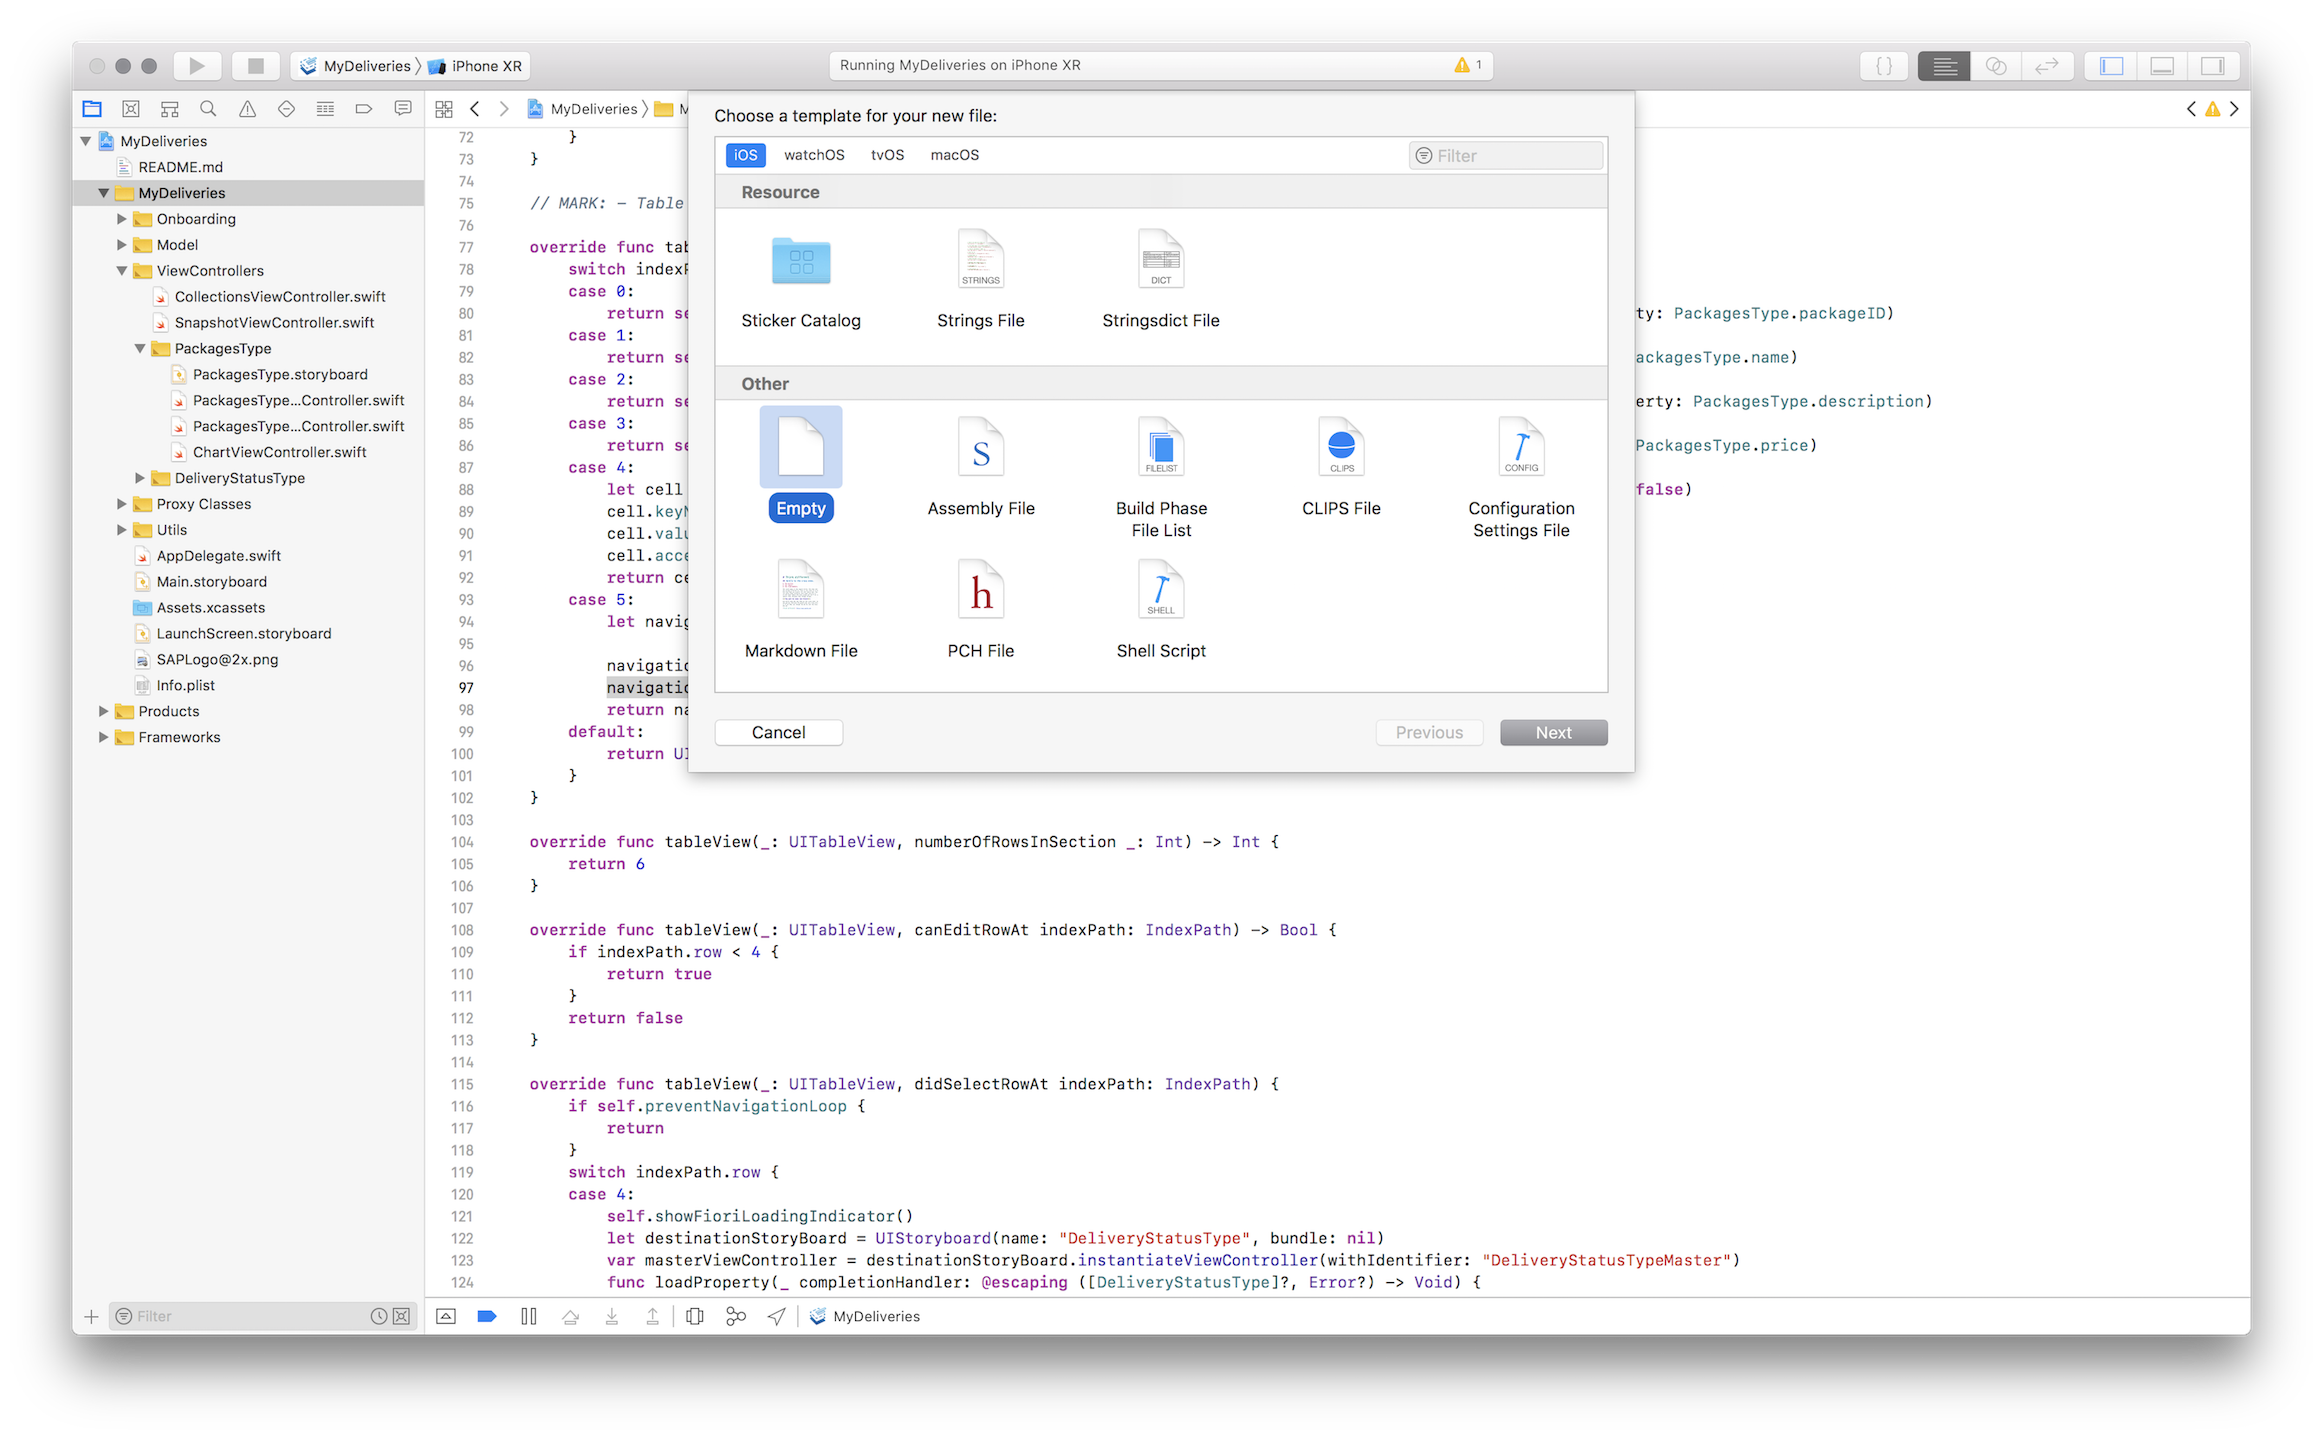 MyDeliveries
iPhone XR
Running MyDeliveries on iPhone XR
1
MyDeliveries
README.md
MyDeliveries
Onboarding
Model
ViewControllers
CollectionsViewController.swift
SnapshotViewController.swift
PackagesType
PackagesType.storyboard
PackagesType...Controller.swift
PackagesType...Controller.swift
ChartViewController.swift
DeliveryStatusType
Proxy Classes
Utils
AppDelegate.swift
Main.storyboard
Assets.xcassets
LaunchScreen.storyboard
SAPLogo@2x.png
Info.plist
Products
Frameworks
Filter
MyDeliveries
M
Choose a template for your new file:
iOS watchOS tvOS macOS
Filter
Resource
STRINGS
DICT
Sticker Catalog
Strings File
Stringsdict File
Other
S
FILELIST
CLIPS
CONFIG
Empty
Assembly File
Build Phase
File List
CLIPS File
Configuration
Settings File
h
SHELL
Markdown File
PCH File
Shell Script
Cancel
Previous
Next
72 }
73 }
74
75 // MARK: - Table
76
77 override func tab
78 switch indexP
79 case 0:
80 return se ty: PackagesType.packageID)
81 case 1:
82 return se ackagesType.name)
83 case 2:
84 return se erty: PackagesType.description)
85 case 3:
86 return se PackagesType.price)
87 case 4:
88 let cell false)
89 cell.keyN
90 cell.valu
91 cell.acce
92 return ce
93 case 5:
94 let navig
95
96 navigatio
97 navigatio
98 return na
99 default:
100 return UI
101 }
102 }
103
104 override func tableView(_: UITableView, numberOfRowsInSection _: Int) -> Int {
105 return 6
106 }
107
108 override func tableView(_: UITableView, canEditRowAt indexPath: IndexPath) -> Bool {
109 if indexPath.row < 4 {
110 return true
111 }
112 return false
113 }
114
115 override func tableView(_: UITableView, didSelectRowAt indexPath: IndexPath) {
116 if self.preventNavigationLoop {
117 return
118 }
119 switch indexPath.row {
120 case 4:
121 self.showFioriLoadingIndicator()
122 let destinationStoryBoard = UIStoryboard(name: "DeliveryStatusType", bundle: nil)
123 var masterViewController = destinationStoryBoard.instantiateViewController(withIdentifier: "DeliveryStatusTypeMaster")
124 func loadProperty(_ completionHandler: @escaping ([DeliveryStatusType]?, Error?) -> Void) {
MyDeliveries